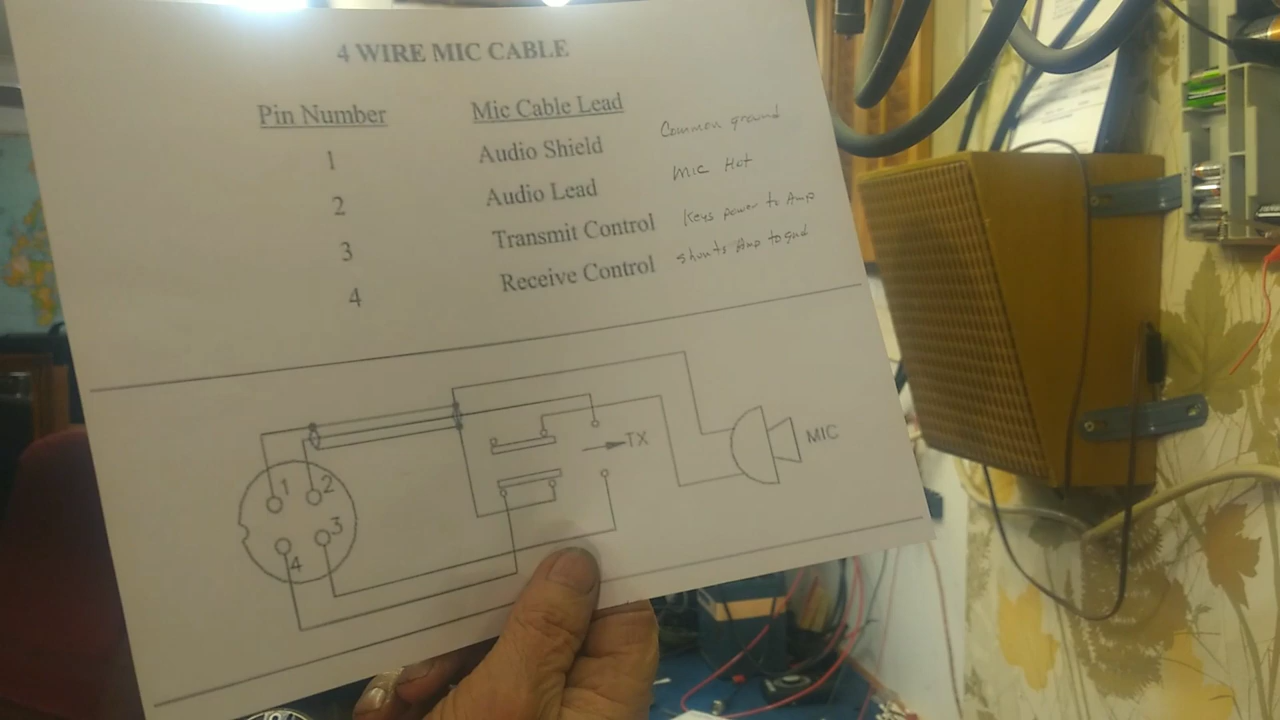 4 WIRE MIC CABLE
Pin Number Mic Cable Lead
1 Audio Shield Common ground
2 Audio Lead Mic Hot
3 Transmit Control Keys power to Amp
4 Receive Control shunts Amp to gnd
TX
MIC
1 2
3
4